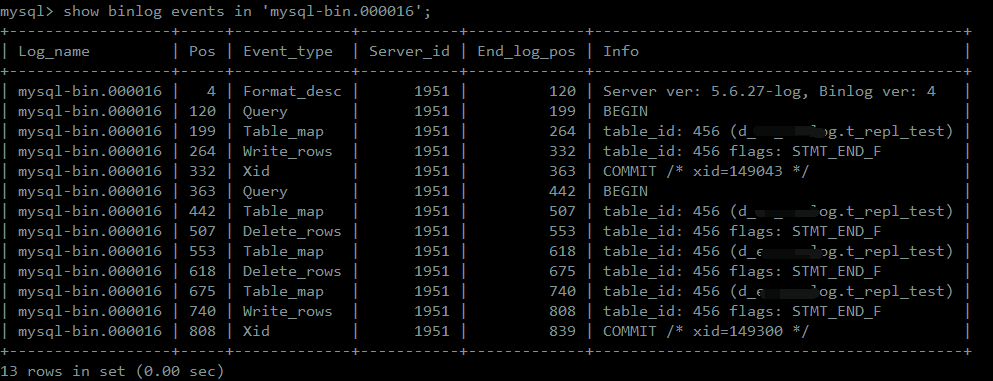 mysql> show binlog events in 'mysql-bin.000016';
+------------------+-----+-------------+-----------+-------------+---------------------------------------------+
| Log_name | Pos | Event_type | Server_id | End_log_pos | Info |
+------------------+-----+-------------+-----------+-------------+---------------------------------------------+
| mysql-bin.000016 | 4 | Format_desc | 1951 | 120 | Server ver: 5.6.27-log, Binlog ver: 4 |
| mysql-bin.000016 | 120 | Query | 1951 | 199 | BEGIN |
| mysql-bin.000016 | 199 | Table_map | 1951 | 264 | table_id: 456 (d_ log.t_repl_test) |
| mysql-bin.000016 | 264 | Write_rows | 1951 | 332 | table_id: 456 flags: STMT_END_F |
| mysql-bin.000016 | 332 | Xid | 1951 | 363 | COMMIT /* xid=149043 */ |
| mysql-bin.000016 | 363 | Query | 1951 | 442 | BEGIN |
| mysql-bin.000016 | 442 | Table_map | 1951 | 507 | table_id: 456 (d_ log.t_repl_test) |
| mysql-bin.000016 | 507 | Delete_rows | 1951 | 553 | table_id: 456 flags: STMT_END_F |
| mysql-bin.000016 | 553 | Table_map | 1951 | 618 | table_id: 456 (d_ log.t_repl_test) |
| mysql-bin.000016 | 618 | Delete_rows | 1951 | 675 | table_id: 456 flags: STMT_END_F |
| mysql-bin.000016 | 675 | Table_map | 1951 | 740 | table_id: 456 (d_ log.t_repl_test) |
| mysql-bin.000016 | 740 | Write_rows | 1951 | 808 | table_id: 456 flags: STMT_END_F |
| mysql-bin.000016 | 808 | Xid | 1951 | 839 | COMMIT /* xid=149300 */ |
+------------------+-----+-------------+-----------+-------------+---------------------------------------------+
13 rows in set (0.00 sec)